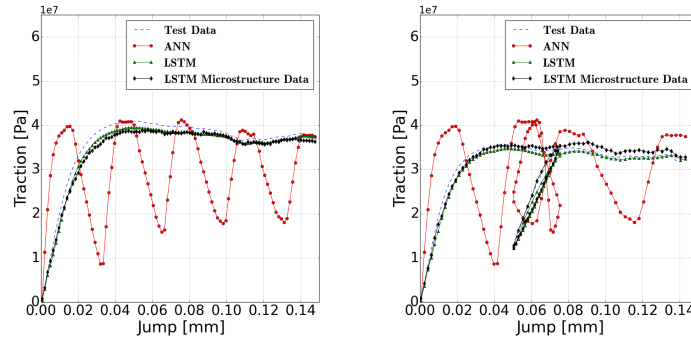 1e7
6
5
4
3
2
1
0
Traction [Pa]
0.00 0.02 0.04 0.06 0.08 0.10 0.12 0.14
Jump [mm]
Test Data
ANN
LSTM
LSTM Microstructure Data
1e7
6
5
4
3
2
1
0
Traction [Pa]
0.00 0.02 0.04 0.06 0.08 0.10 0.12 0.14
Jump [mm]
Test Data
ANN
LSTM
LSTM Microstructure Data